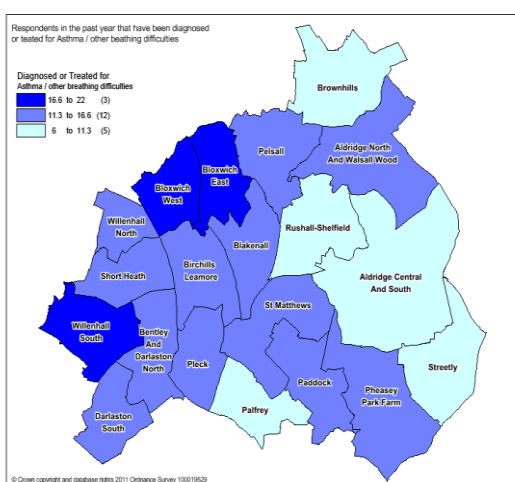 Respondents in the past year that have been diagnosed
or teated for Asthma / other beathing difficulties
Diagnosed or Treated for
Asthma / other beathing difficulties
16.6 to 22 (3)
11.3 to 16.6 (12)
6 to 11.3 (5)
Brownhills
Pelsall
Aldridge North
And Walsall Wood
Bloxwich
East
Bloxwich
West
Willenhall
North
Rushall-Shelfield
Blakenall
Short Heath
Birchills
Leamore
Aldridge Central
And South
St Matthews
Willenhall
South
Bentley
And
Darlaston
North
Pleck
Streetly
Paddock
Pheasey
Park Farm
Palfrey
Darlaston
South
© Crown copyright and database rights 2011 Ordnance Survey 100019529